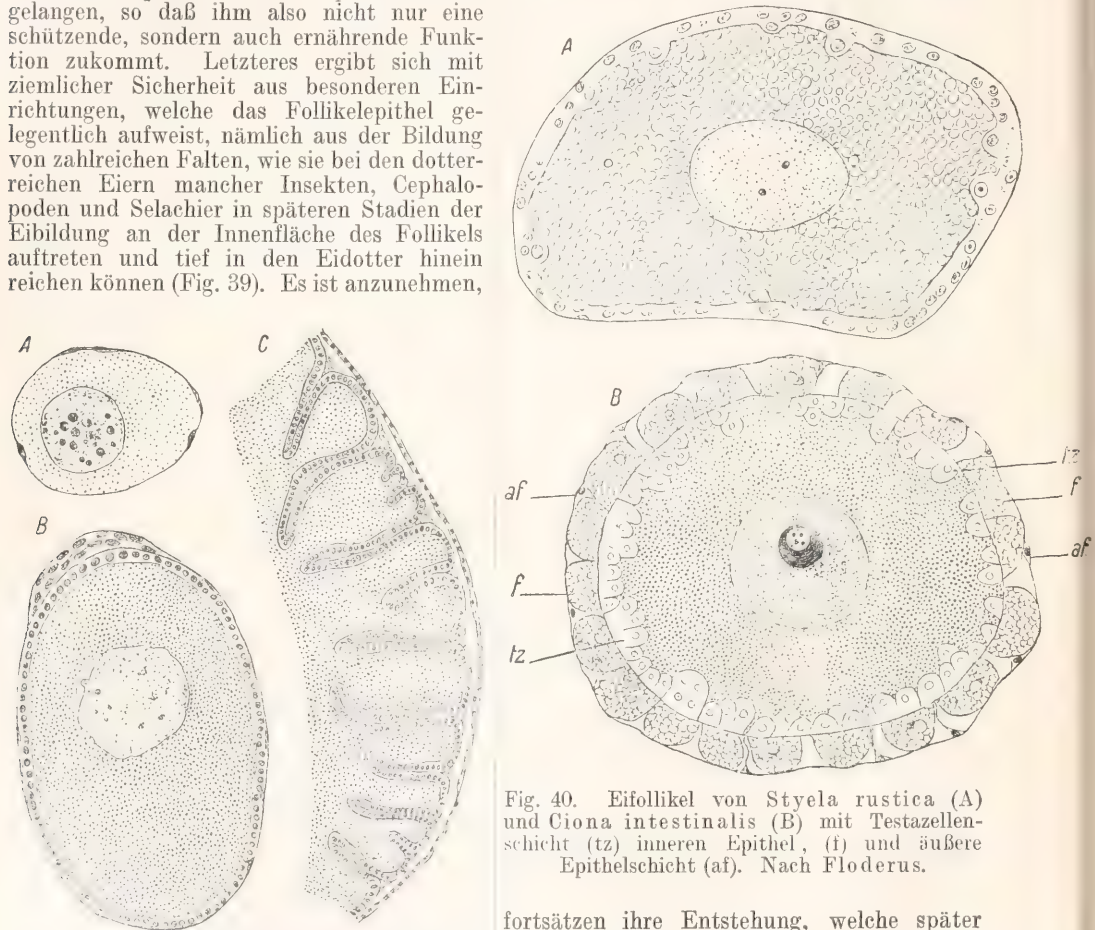 gelangen, so daß ihm also nicht nur eine
schützende, sondern auch ernährende Funk-
tion zukommt. Letzteres ergibt sich mit
ziemlicher Sicherheit aus besonderen Ein-
richtungen, welche das Follikelepithel ge-
legentlich aufweist, nämlich aus der Bildung
von zahlreichen Falten, wie sie bei den dotter-
reichen Eiern mancher Insekten, Cephalo-
poden und Selachier in späteren Stadien der
Eibildung an der Innenfläche des Follikels
auftreten und tief in den Eidotter hinein
reichen können (Fig. 39). Es ist anzunehmen,
A
C
B
A
B
af
f
tz
tz
f
af
Fig. 40. Eifollikel von Styela rustica (A)
und Ciona intestinalis (B) mit Testazellen-
schicht (tz) inneren Epithel, (f) und äußere
Epithelschicht (af). Nach Floderus.
fortsätzen ihre Entstehung, welche später